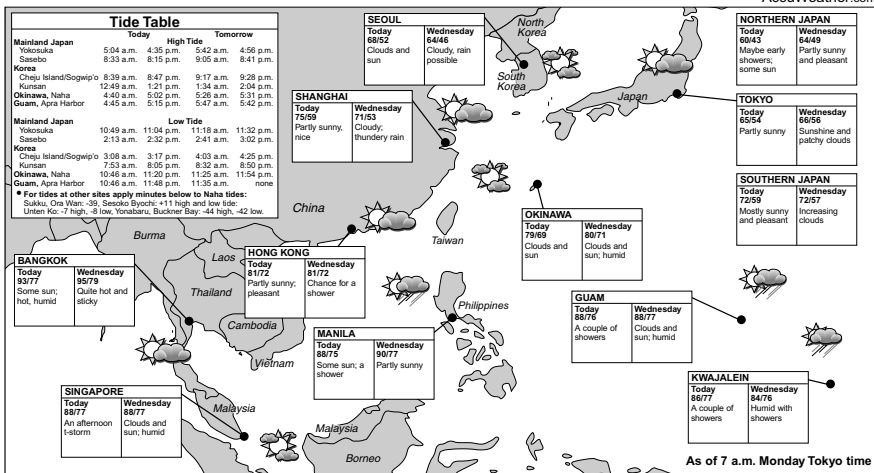 AccuWeather.com
Tide Table
Today Tomorrow
Mainland Japan High Tide
Yokosuka 5:04 a.m. 4:35 p.m. 5:42 a.m. 4:56 p.m.
Sasebo 8:33 a.m. 8:15 p.m. 9:05 a.m. 8:41 p.m.
Korea
Cheju Island/Sogwip'o 8:39 a.m. 8:47 p.m. 9:17 a.m. 9:28 p.m.
Kunsan 12:49 a.m. 1:21 p.m. 1:34 a.m. 2:04 p.m.
Okinawa, Naha 4:40 a.m. 5:02 p.m. 5:26 a.m. 5:31 p.m.
Guam, Apra Harbor 4:45 a.m. 5:15 p.m. 5:47 a.m. 5:42 p.m.
Mainland Japan Low Tide
Yokosuka 10:49 a.m. 11:04 p.m. 11:18 a.m. 11:32 p.m.
Sasebo 2:13 a.m. 2:32 p.m. 2:41 a.m. 3:02 p.m.
Korea
Cheju Island/Sogwip'o 3:08 a.m. 3:17 p.m. 4:03 a.m. 4:25 p.m.
Kunsan 7:53 a.m. 8:05 p.m. 8:32 a.m. 8:50 p.m.
Okinawa, Naha 10:46 a.m. 11:20 p.m. 11:25 a.m. 11:54 p.m.
Guam, Apra Harbor 10:46 a.m. 11:48 p.m. 11:35 a.m. none
• For tides at other sites apply minutes below to Naha tides:
Sukku, Ora Wan: -39, Sesoko Byochi: +11 high and low tide:
Unten Ko: -7 high, -8 low, Yonabaru, Buckner Bay: -44 high, -42 low.
SEOUL
Today Wednesday
68/52 64/46
Clouds and Cloudy, rain
sun possible
North
Korea
South
Korea
Japan
NORTHERN JAPAN
Today Wednesday
60/43 64/49
Maybe early Partly sunny
showers; and pleasant
some sun
SHANGHAI
Today Wednesday
75/59 71/53
Partly sunny, Cloudy;
nice thundery rain
TOKYO
Today Wednesday
65/54 66/56
Partly sunny Sunshine and
patchy clouds
SOUTHERN JAPAN
Today Wednesday
72/59 72/57
Mostly sunny Increasing
and pleasant clouds
China
Taiwan
OKINAWA
Today Wednesday
79/69 80/71
Clouds and Clouds and
sun sun; humid
Burma
Laos
Thailand
Cambodia
Vietnam
BANGKOK
Today Wednesday
93/77 95/79
Some sun; Quite hot and
hot, humid sticky
HONG KONG
Today Wednesday
81/72 81/72
Partly sunny; Chance for a
pleasant shower
Philippines
GUAM
Today Wednesday
88/76 88/77
A couple of Clouds and
showers sun; humid
MANILA
Today Wednesday
88/75 90/77
Some sun; a Partly sunny
shower
KWAJALEIN
Today Wednesday
86/77 84/76
A couple of Humid with
showers showers
SINGAPORE
Today Wednesday
88/77 88/77
An afternoon Clouds and
t-storm sun; humid
Malaysia
Malaysia
Borneo
As of 7 a.m. Monday Tokyo time